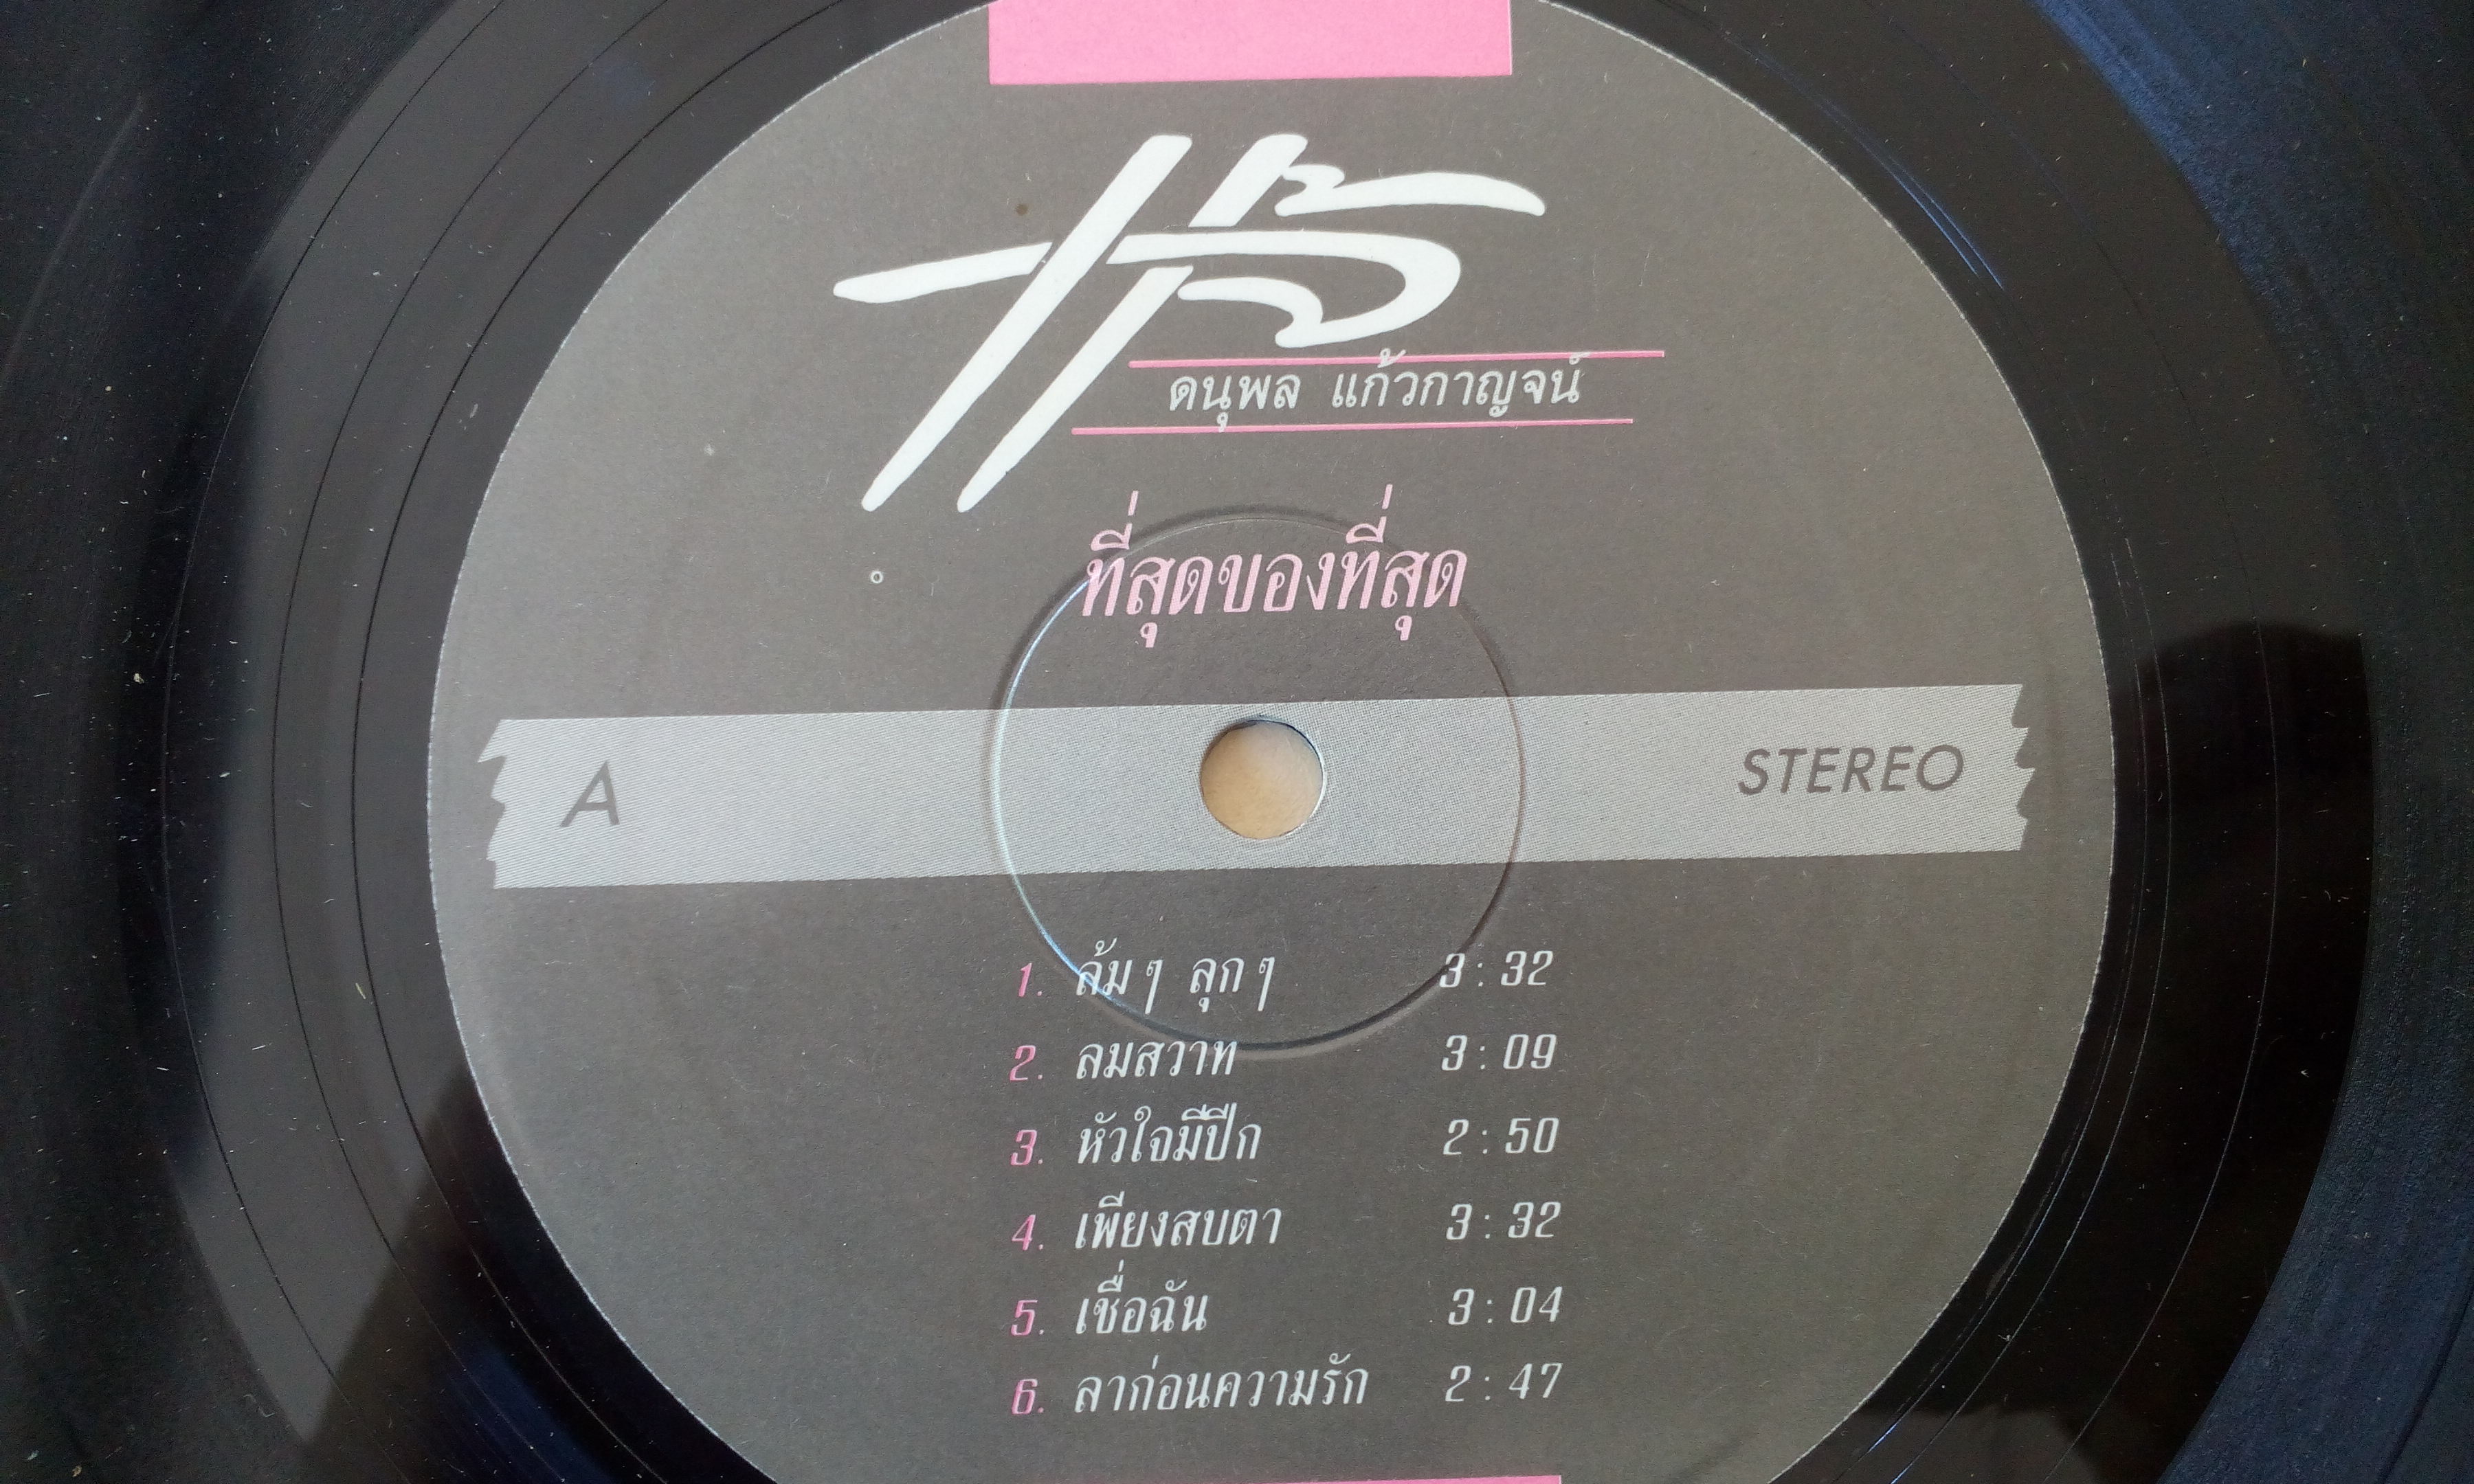 แจ้
ดนุพล แก้วกาญจน์
ที่สุดของที่สุด
A STEREO
1. ล้มๆ ลุกๆ 3:32
2. ลมสวาท 3:09
3. หัวใจมีปีก 2:50
4. เพียงสบตา 3:32
5. เชื่อฉัน 3:04
6. ลาก่อนความรัก 2:47